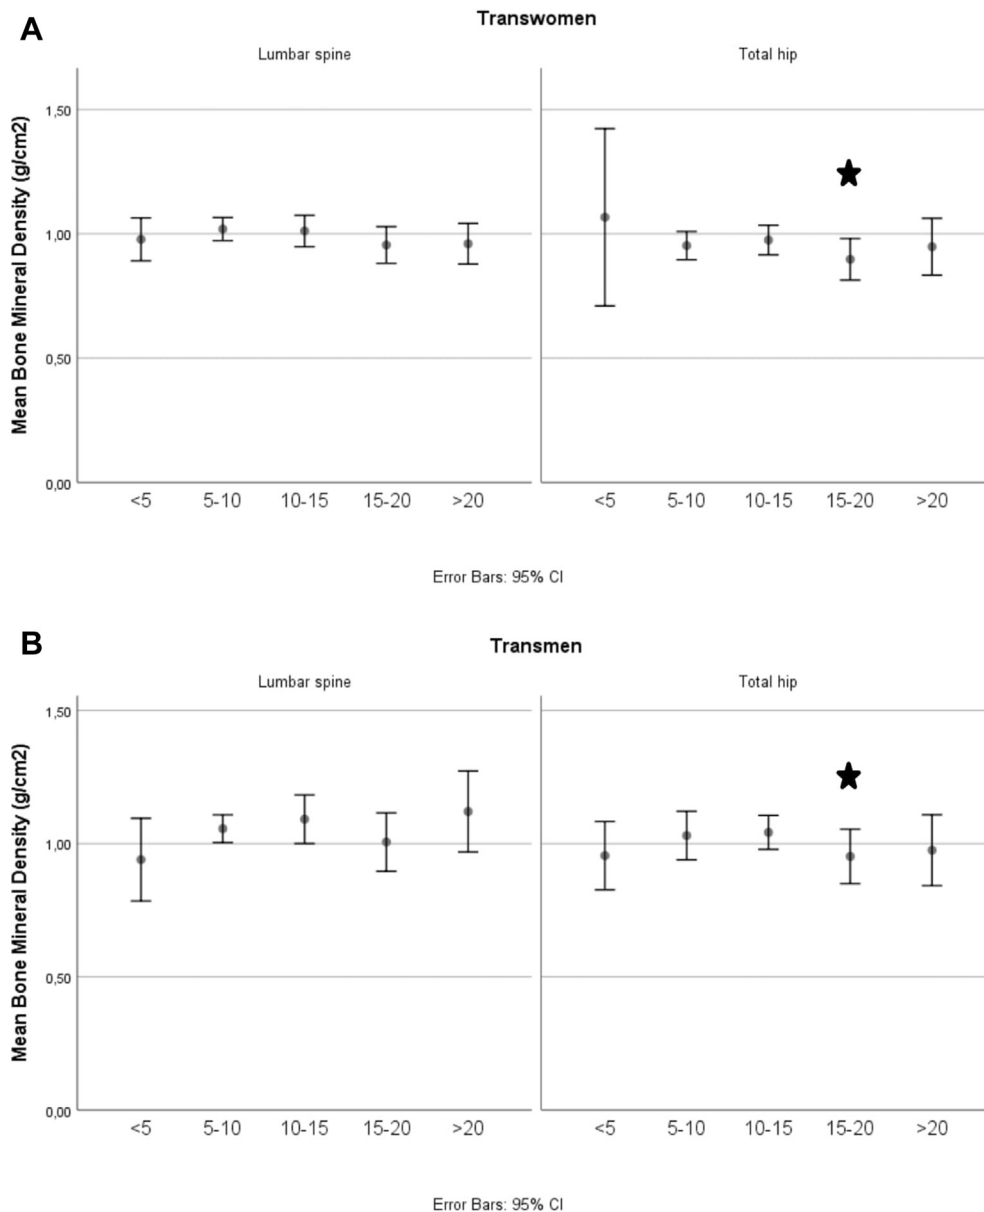 A
Transwomen
Lumbar spine
Total hip
Mean Bone Mineral Density (g/cm2)
1,50
1,00
0,50
0,00
<5 5-10 10-15 15-20 >20
<5 5-10 10-15 15-20 >20
Error Bars: 95% CI
B
Transmen
Lumbar spine
Total hip
Mean Bone Mineral Density (g/cm2)
1,50
1,00
0,50
0,00
<5 5-10 10-15 15-20 >20
<5 5-10 10-15 15-20 >20
Error Bars: 95% CI